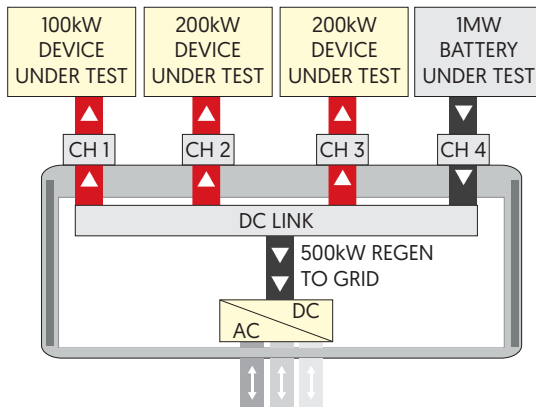 100kW
DEVICE
UNDER TEST
200kW
DEVICE
UNDER TEST
200kW
DEVICE
UNDER TEST
1MW
BATTERY
UNDER TEST
CH 1
CH 2
CH 3
CH 4
DC LINK
500kW REGEN
TO GRID
DC
AC